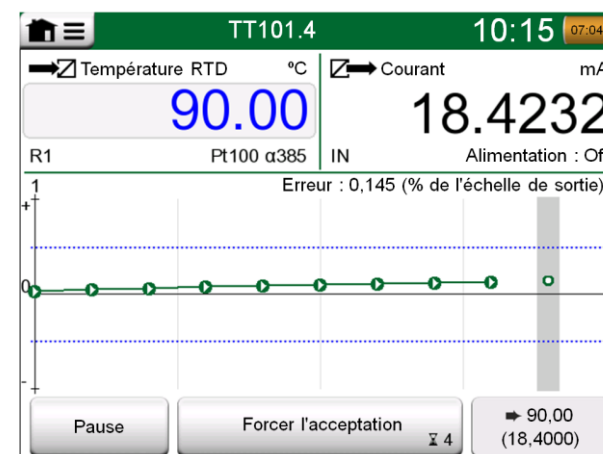 TT101.4 10:15 07:04
Température RTD °C
90.00
R1 Pt100 α385
Courant mA
18.4232
IN Alimentation : Of
1 Erreur : 0,145 (% de l'échelle de sortie)
+
0
-
Pause
Forcer l'acceptation
4
90,00
(18,4000)